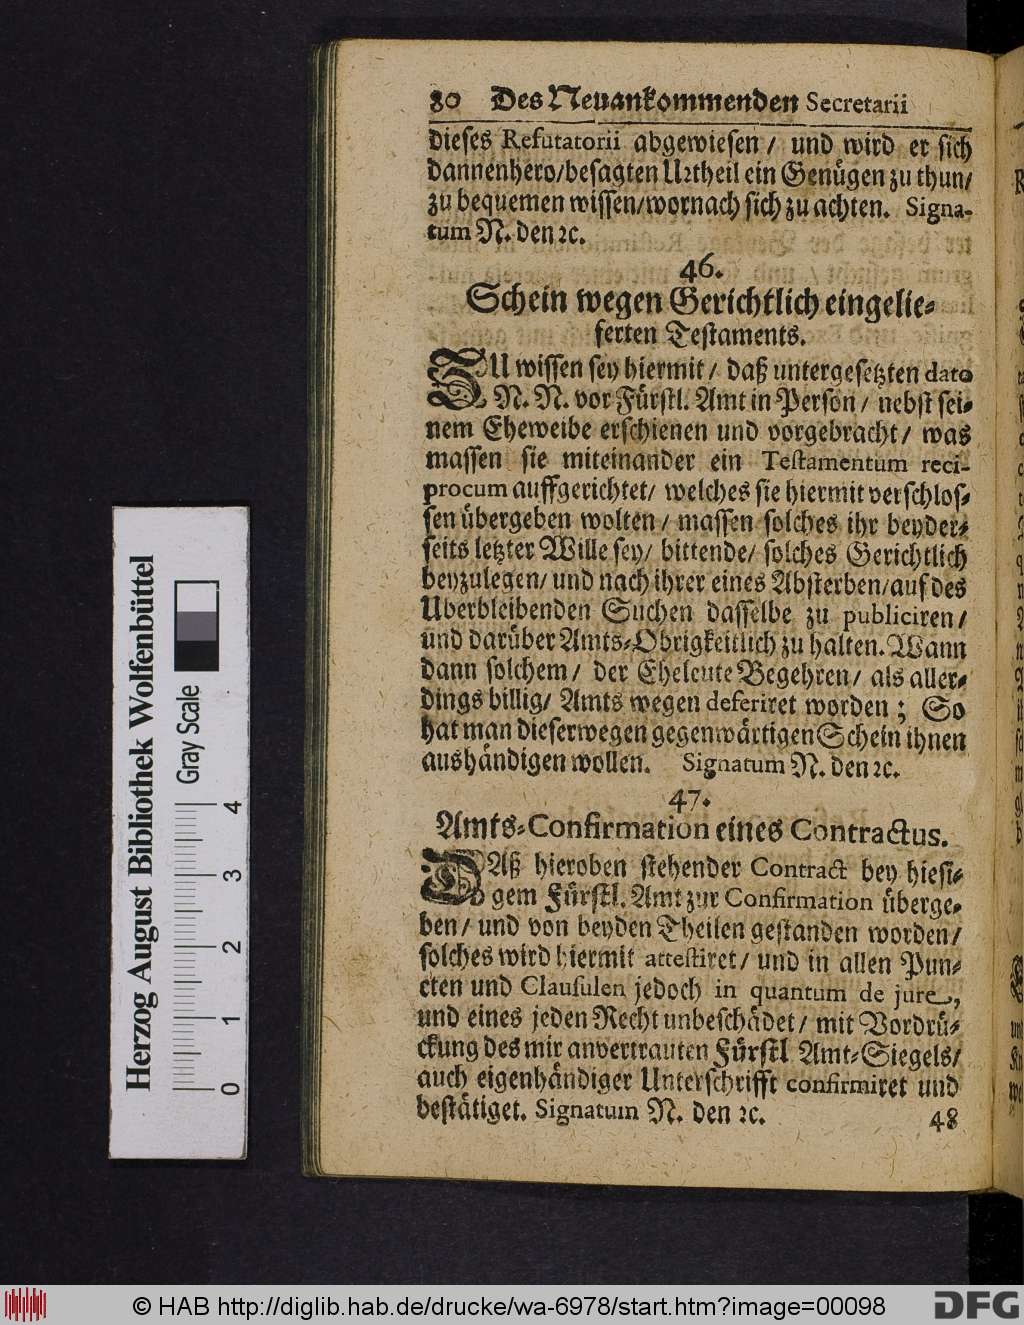 80 Des Neuankommenden Secretarii
dieses Refutatorii abgewiesen / und wird er sich
dannenhero/besagten Urtheil ein Genügen zu thun/
zu bequemen wissen/wornach sich zu achten. Signa-
tum N. den ꝛc.
46.
Schein wegen Gerichtlich eingelie-
ferten Testaments.
ZU wissen sey hiermit / daß untergesetzten dato
N. N. vor Fürstl. Amt in Person / nebst sei-
nem Eheweibe erschienen und vorgebracht / was
massen sie miteinander ein Testamentum reci-
procum auffgerichtet/ welches sie hiermit verschlos-
sen übergeben wolten / massen solches ihr beyder-
seits letzter Wille sey/ bittende/ solches Gerichtlich
beyzulegen/ und nach ihrer eines Absterben/auf des
Uberbleibenden Suchen dasselbe zu publiciren/
und darüber Amts-Obrigkeitlich zu halten. Wann
dann solchem / der Eheleute Begehren/ als aller-
dings billig/ Amts wegen deferiret worden ; So
hat man dieserwegen gegenwärtigen Schein ihnen
aushändigen wollen. Signatum N. den ꝛc.
47.
Amts-Confirmation eines Contractus.
DAß hieroben stehender Contract bey hiesi-
gem Fürstl. Amt zur Confirmation überge-
ben / und von beyden Theilen gestanden worden/
solches wird hiermit attestiret/ und in allen Pun-
cten und Clausulen jedoch in quantum de jure,
und eines jeden Recht unbeschädet/ mit Vordrü-
ckung des mir anvertrauten Fürstl Amt-Siegels/
auch eigenhändiger Unterschrifft confirmiret und
bestätiget. Signatum N. den ꝛc.
48
Herzog August Bibliothek Wolfenbüttel
Gray Scale
0 1 2 3 4
© HAB http://diglib.hab.de/drucke/wa-6978/start.htm?image=00098
DFG